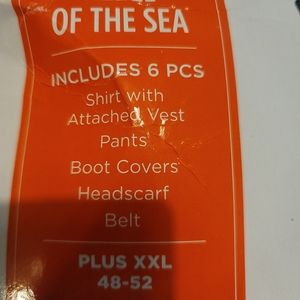 OF THE SEA
INCLUDES 6 PCS
Shirt with
Attached Vest
Pants
Boot Covers
Headscarf
Belt
PLUS XXL
48-52